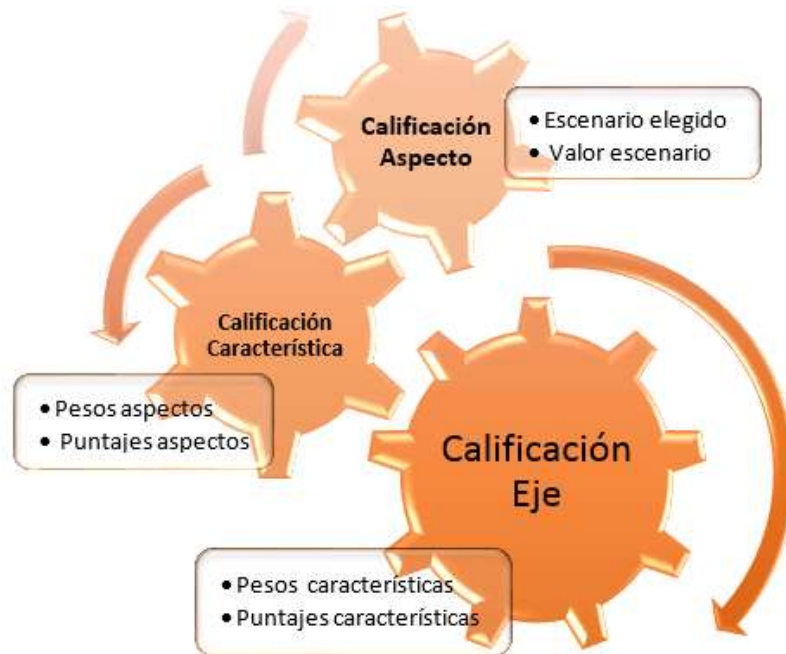 Calificación
Aspecto
• Escenario elegido
• Valor escenario
Calificación
Característica
• Pesos aspectos
• Puntajes aspectos
Calificación
Eje
• Pesos características
• Puntajes características